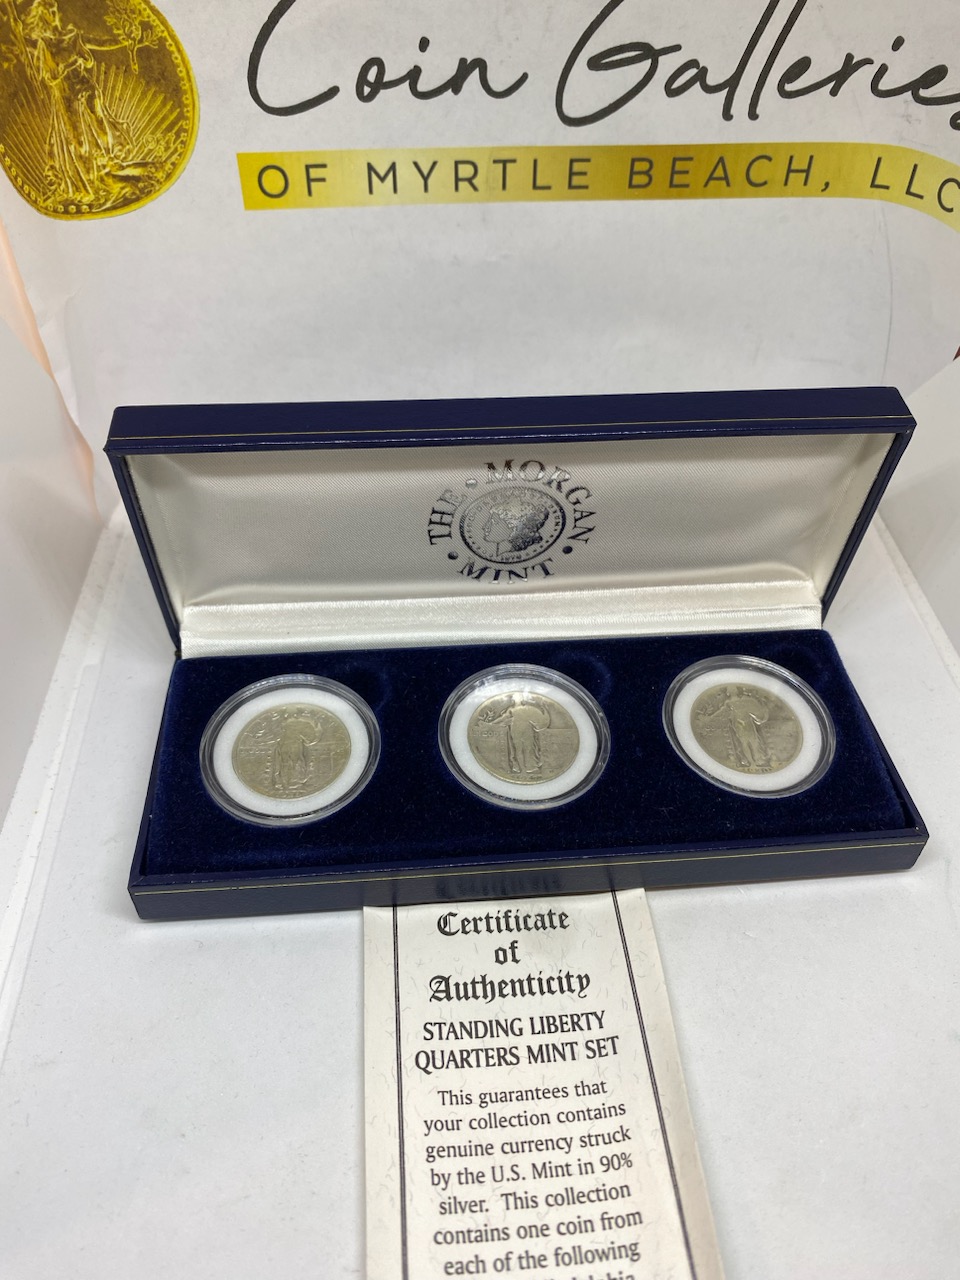 Coin Galleries
OF MYRTLE BEACH, LLC
THE • MORGAN
• MINT •
Certificate
of
Authenticity
STANDING LIBERTY
QUARTERS MINT SET
This guarantees that
your collection contains
genuine currency struck
by the U.S. Mint in 90%
silver. This collection
contains one coin from
each of the following